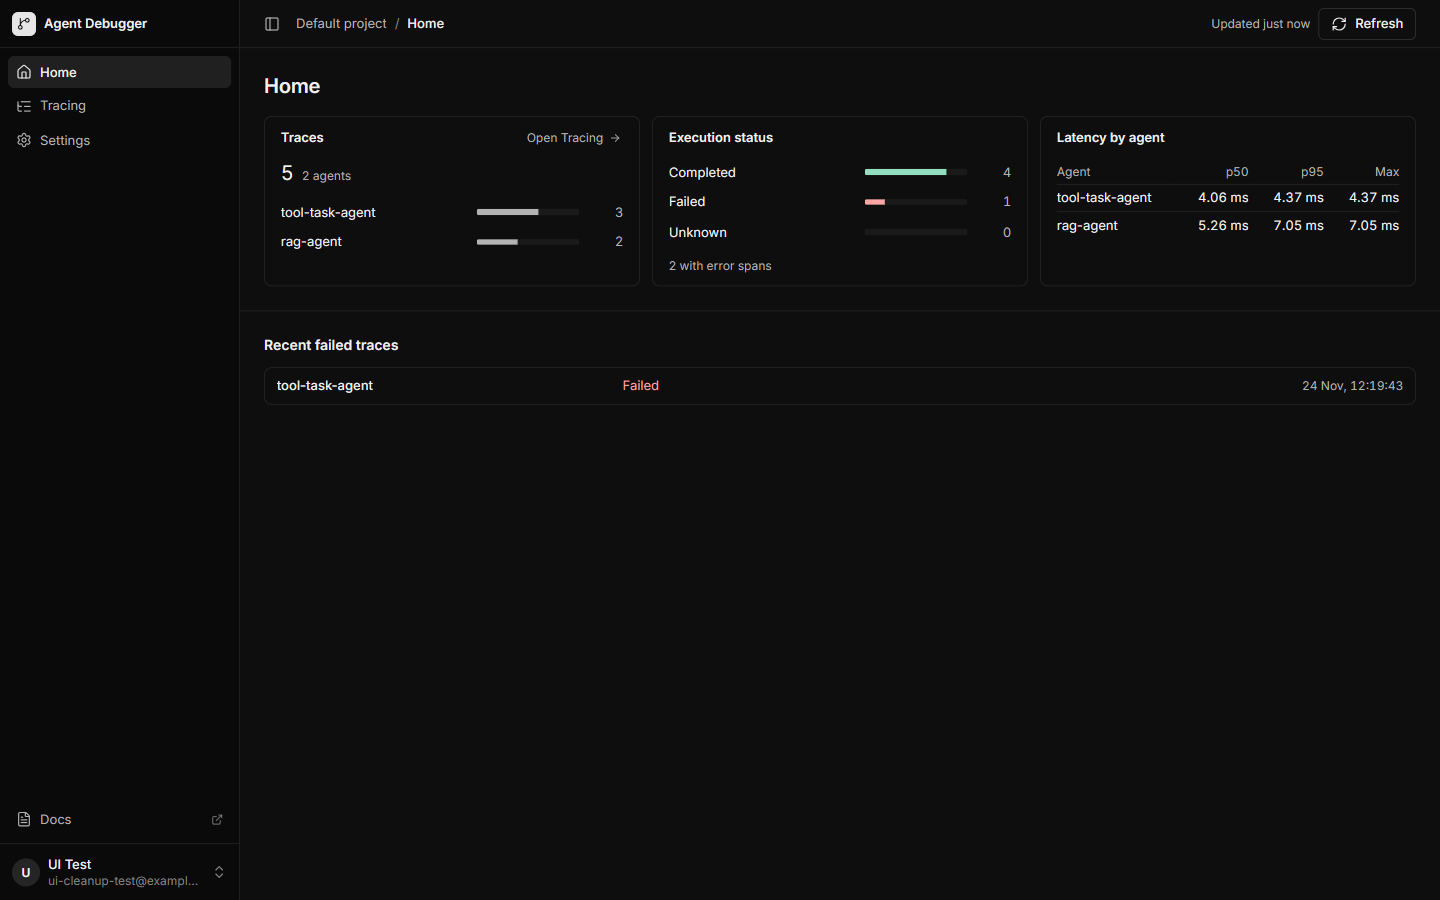 Agent Debugger
Default project / Home
Updated just now
Refresh
Home
Tracing
Settings
Home
Traces
Open Tracing →
5 2 agents
tool-task-agent 3
rag-agent 2
Execution status
Completed 4
Failed 1
Unknown 0
2 with error spans
Latency by agent
Agent p50 p95 Max
tool-task-agent 4.06 ms 4.37 ms 4.37 ms
rag-agent 5.26 ms 7.05 ms 7.05 ms
Recent failed traces
tool-task-agent Failed 24 Nov, 12:19:43
Docs
U
UI Test
ui-cleanup-test@exampl...